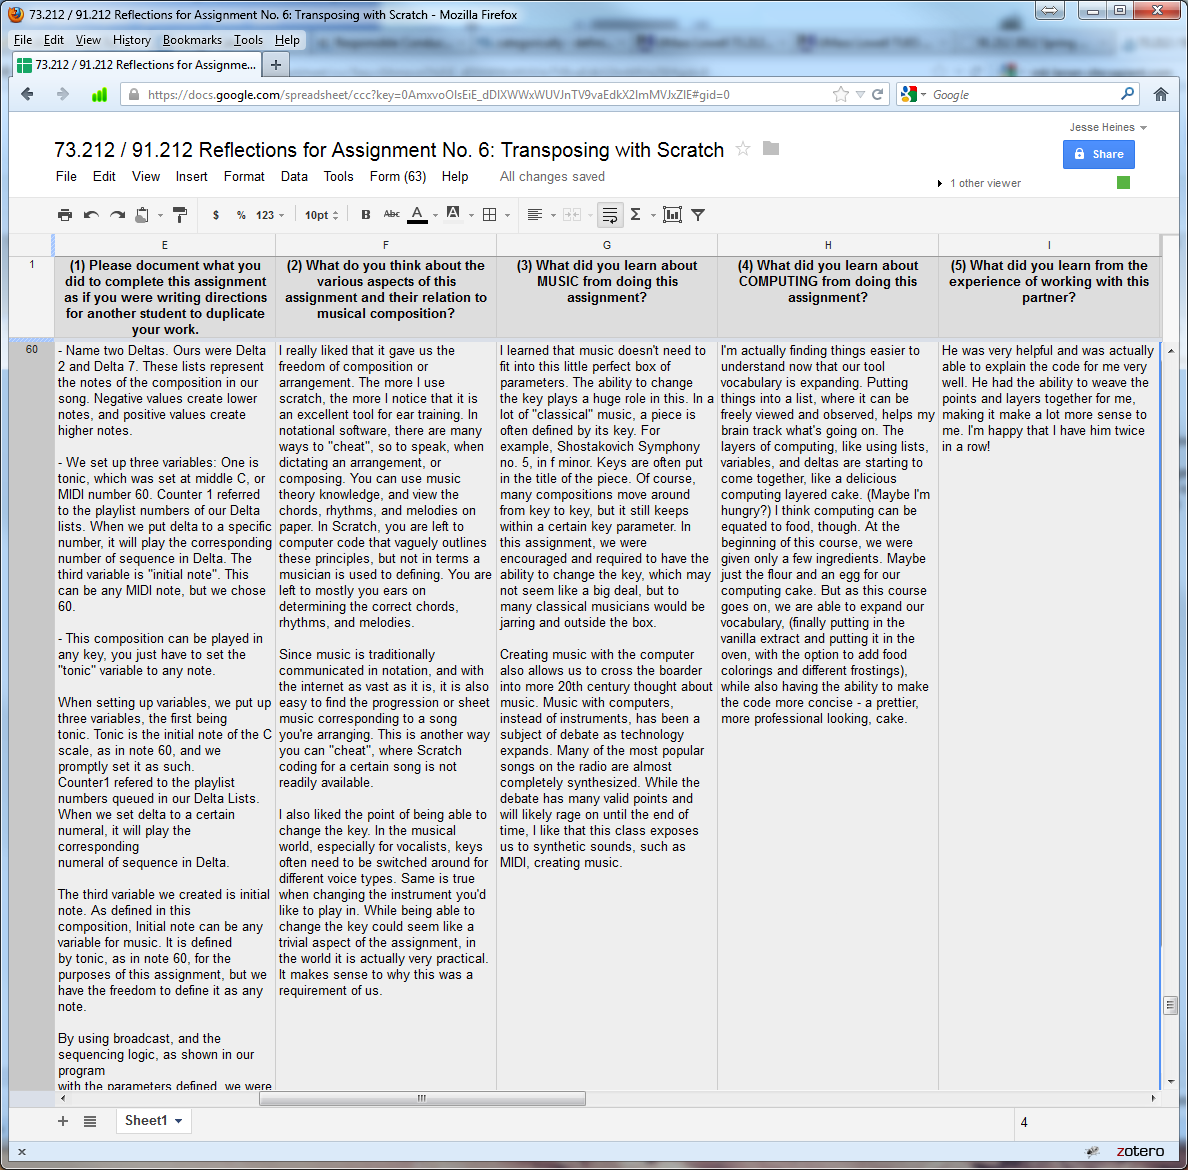 73.212 / 91.212 Reflections for Assignment No. 6: Transposing with Scratch - Mozilla Firefox
File Edit View History Bookmarks Tools Help
73.212 / 91.212 Reflections for Assignme... +
https://docs.google.com/spreadsheet/ccc?key=0AmxvoOlsEiE_dDlXWWxWUVJnTV9vaEdkX2lmMVJxZlE#gid=0
Google
Jesse Heines
73.212 / 91.212 Reflections for Assignment No. 6: Transposing with Scratch
Share
File Edit View Insert Format Data Tools Form (63) Help All changes saved
1 other viewer
$ % 123 10pt B Abc A A Σ
E F G H I
1
(1) Please document what you
did to complete this assignment
as if you were writing directions
for another student to duplicate
your work.
(2) What do you think about the
various aspects of this
assignment and their relation to
musical composition?
(3) What did you learn about
MUSIC from doing this
assignment?
(4) What did you learn about
COMPUTING from doing this
assignment?
(5) What did you learn from the
experience of working with this
partner?
60
- Name two Deltas. Ours were Delta
2 and Delta 7. These lists represent
the notes of the composition in our
song. Negative values create lower
notes, and positive values create
higher notes.
- We set up three variables: One is
tonic, which was set at middle C, or
MIDI number 60. Counter 1 referred
to the playlist numbers of our Delta
lists. When we put delta to a specific
number, it will play the corresponding
number of sequence in Delta. The
third variable is "initial note". This
can be any MIDI note, but we chose
60.
- This composition can be played in
any key, you just have to set the
"tonic" variable to any note.
When setting up variables, we put up
three variables, the first being
tonic. Tonic is the initial note of the C
scale, as in note 60, and we
promptly set it as such.
Counter1 refered to the playlist
numbers queued in our Delta Lists.
When we set delta to a certain
numeral, it will play the
corresponding
numeral of sequence in Delta.
The third variable we created is initial
note. As defined in this
composition, Initial note can be any
variable for music. It is defined
by tonic, as in note 60, for the
purposes of this assignment, but we
have the freedom to define it as any
note.
By using broadcast, and the
sequencing logic, as shown in our
program
with the parameters defined, we were
I really liked that it gave us the
freedom of composition or
arrangement. The more I use
scratch, the more I notice that it is
an excellent tool for ear training. In
notational software, there are many
ways to "cheat", so to speak, when
dictating an arrangement, or
composing. You can use music
theory knowledge, and view the
chords, rhythms, and melodies on
paper. In Scratch, you are left to
computer code that vaguely outlines
these principles, but not in terms a
musician is used to defining. You are
left to mostly you ears on
determining the correct chords,
rhythms, and melodies.
Since music is traditionally
communicated in notation, and with
the internet as vast as it is, it is also
easy to find the progression or sheet
music corresponding to a song
you're arranging. This is another way
you can "cheat", where Scratch
coding for a certain song is not
readily available.
I also liked the point of being able to
change the key. In the musical
world, especially for vocalists, keys
often need to be switched around for
different voice types. Same is true
when changing the instrument you'd
like to play in. While being able to
change the key could seem like a
trivial aspect of the assignment, in
the world it is actually very practical.
It makes sense to why this was a
requirement of us.
I learned that music doesn't need to
fit into this little perfect box of
parameters. The ability to change
the key plays a huge role in this. In a
lot of "classical" music, a piece is
often defined by its key. For
example, Shostakovich Symphony
no. 5, in f minor. Keys are often put
in the title of the piece. Of course,
many compositions move around
from key to key, but it still keeps
within a certain key parameter. In
this assignment, we were
encouraged and required to have the
ability to change the key, which may
not seem like a big deal, but to
many classical musicians would be
jarring and outside the box.
Creating music with the computer
also allows us to cross the boarder
into more 20th century thought about
music. Music with computers,
instead of instruments, has been a
subject of debate as technology
expands. Many of the most popular
songs on the radio are almost
completely synthesized. While the
debate has many valid points and
will likely rage on until the end of
time, I like that this class exposes
us to synthetic sounds, such as
MIDI, creating music.
I'm actually finding things easier to
understand now that our tool
vocabulary is expanding. Putting
things into a list, where it can be
freely viewed and observed, helps my
brain track what's going on. The
layers of computing, like using lists,
variables, and deltas are starting to
come together, like a delicious
computing layered cake. (Maybe I'm
hungry?) I think computing can be
equated to food, though. At the
beginning of this course, we were
given only a few ingredients. Maybe
just the flour and an egg for our
computing cake. But as this course
goes on, we are able to expand our
vocabulary, (finally putting in the
vanilla extract and putting it in the
oven, with the option to add food
colorings and different frostings),
while also having the ability to make
the code more concise - a prettier,
more professional looking, cake.
He was very helpful and was actually
able to explain the code for me very
well. He had the ability to weave the
points and layers together for me,
making it make a lot more sense to
me. I'm happy that I have him twice
in a row!
+ Sheet1 4
x zotero